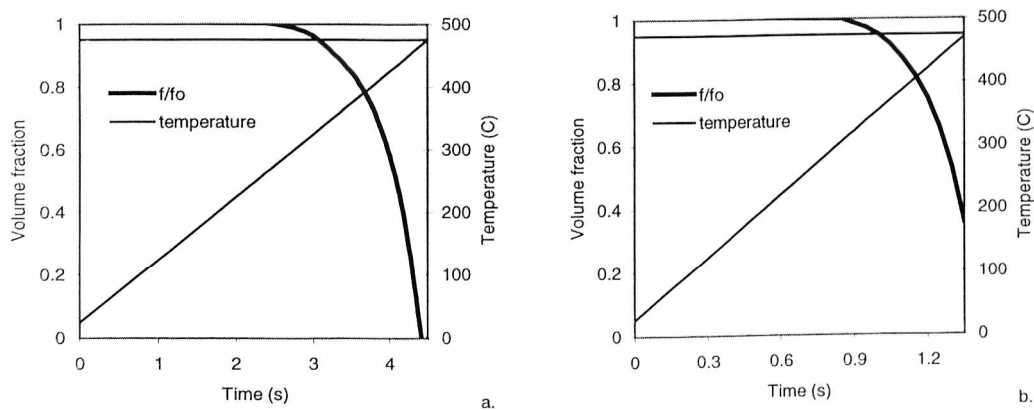 1
0.8
0.6
0.4
0.2
0
Volume fraction
f/fo
temperature
500
400
300
200
100
0
Temperature (C)
0
1
2
3
4
Time (s)
a.
1
0.8
0.6
0.4
0.2
0
Volume fraction
f/fo
temperature
500
400
300
200
100
0
Temperature (C)
0
0.3
0.6
0.9
1.2
Time (s)
b.